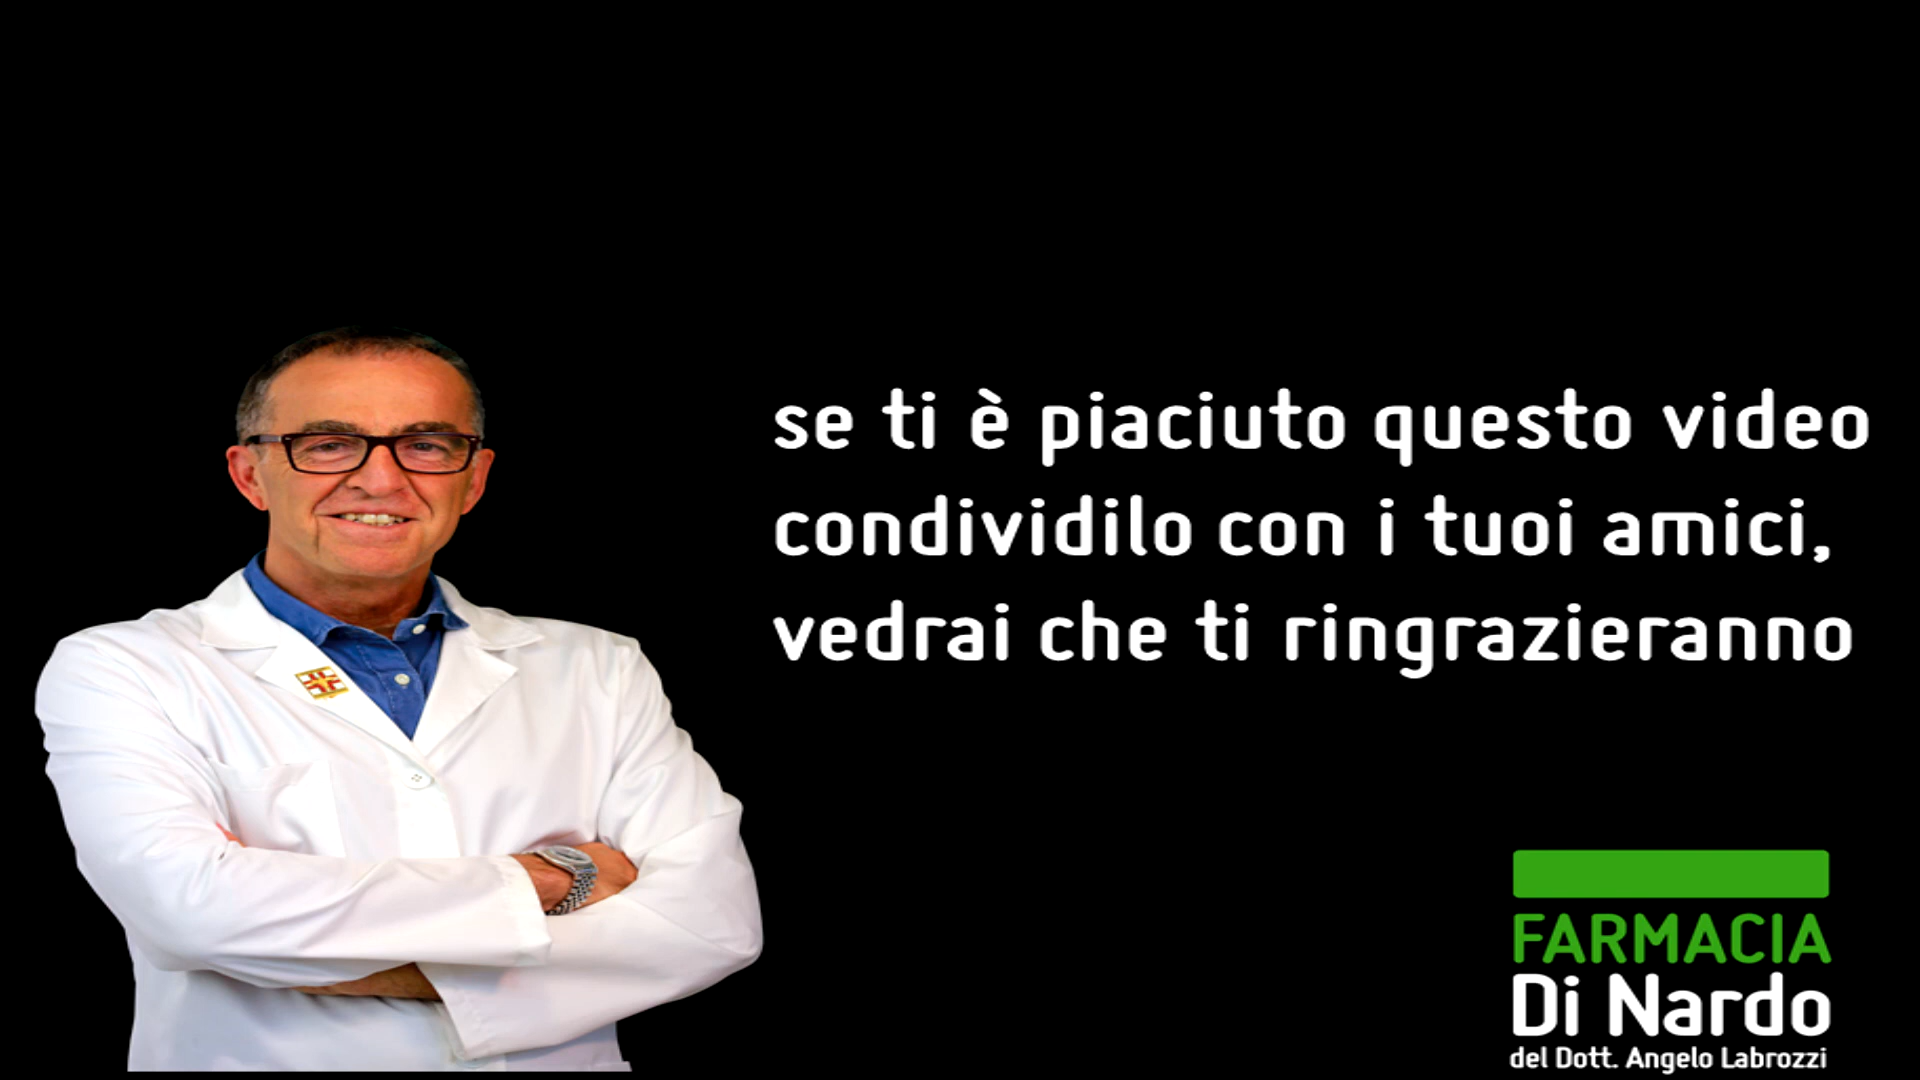 se ti è piaciuto questo video
condividilo con i tuoi amici,
vedrai che ti ringrazieranno
FARMACIA
Di Nardo
del Dott. Angelo Labrozzi